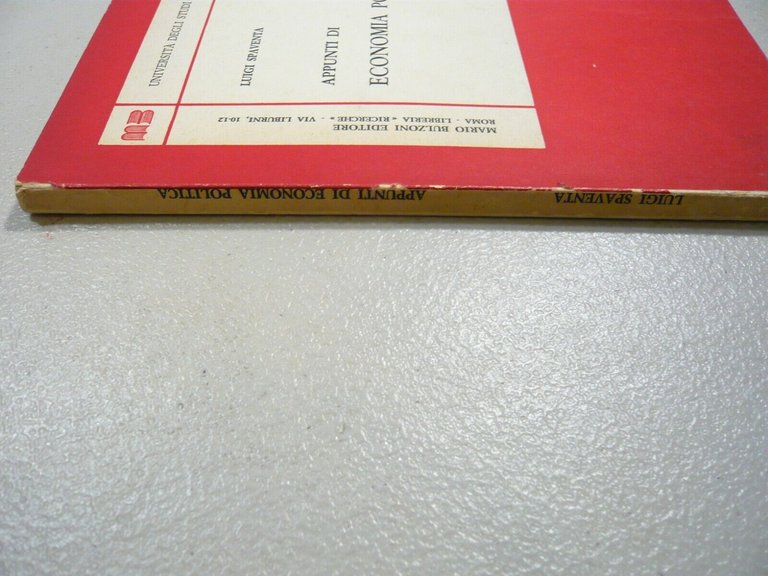 UNIVERSITÀ DEGLI STUDI
LUIGI SPAVENTA
APPUNTI DI
ECONOMIA PO
MB
MARIO BULZONI EDITORE
ROMA - LIBRERIA « RICERCHE » - VIA LIBURNI, 10-12
LUIGI SPAVENTA APPUNTI DI ECONOMIA POLITICA